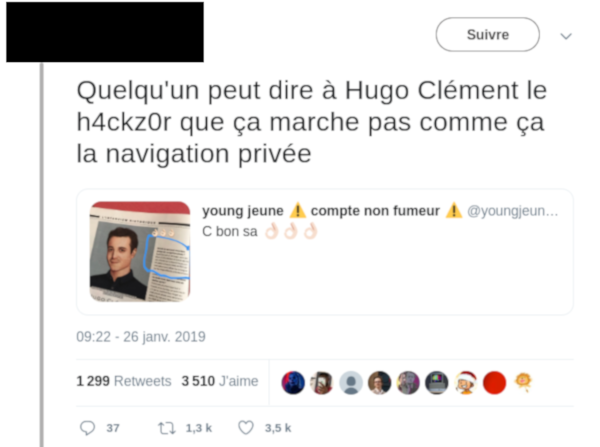 Suivre
Quelqu'un peut dire à Hugo Clément le
h4ckz0r que ça marche pas comme ça
la navigation privée
young jeune ⚠️ compte non fumeur ⚠️ @youngjeun...
C bon sa 👌🏻👌🏻👌🏻
09:22 - 26 janv. 2019
1 299 Retweets 3 510 J'aime
37 1,3 k 3,5 k